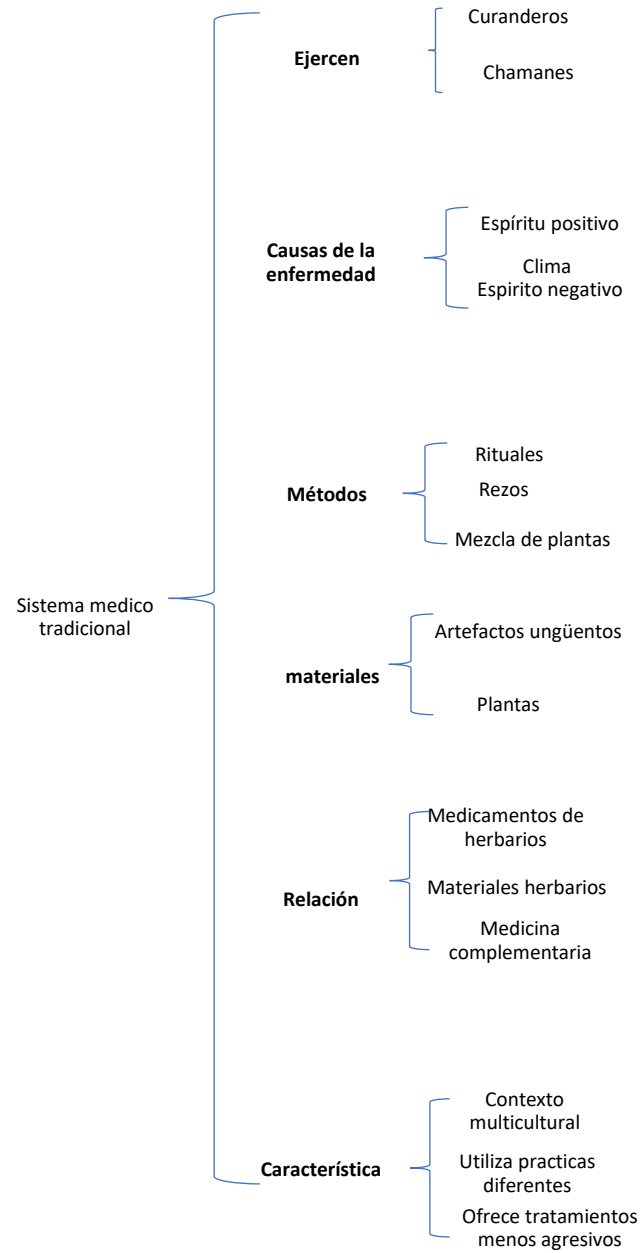 Sistema medico
tradicional
Ejercen
Curanderos
Chamanes
Causas de la
enfermedad
Espíritu positivo
Clima
Espirito negativo
Métodos
Rituales
Rezos
Mezcla de plantas
materiales
Artefactos ungüentos
Plantas
Relación
Medicamentos de
herbarios
Materiales herbarios
Medicina
complementaria
Característica
Contexto
multicultural
Utiliza practicas
diferentes
Ofrece tratamientos
menos agresivos